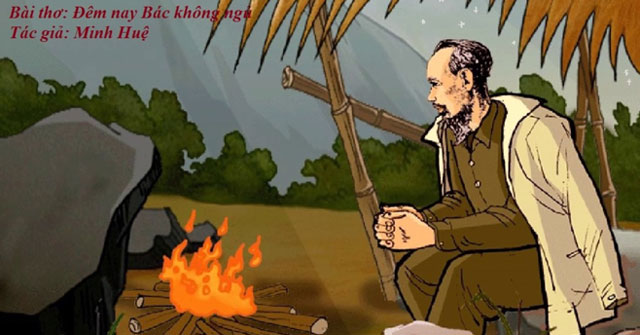 Bài thơ: Đêm nay Bác không ngủ
Tác giả: Minh Huệ